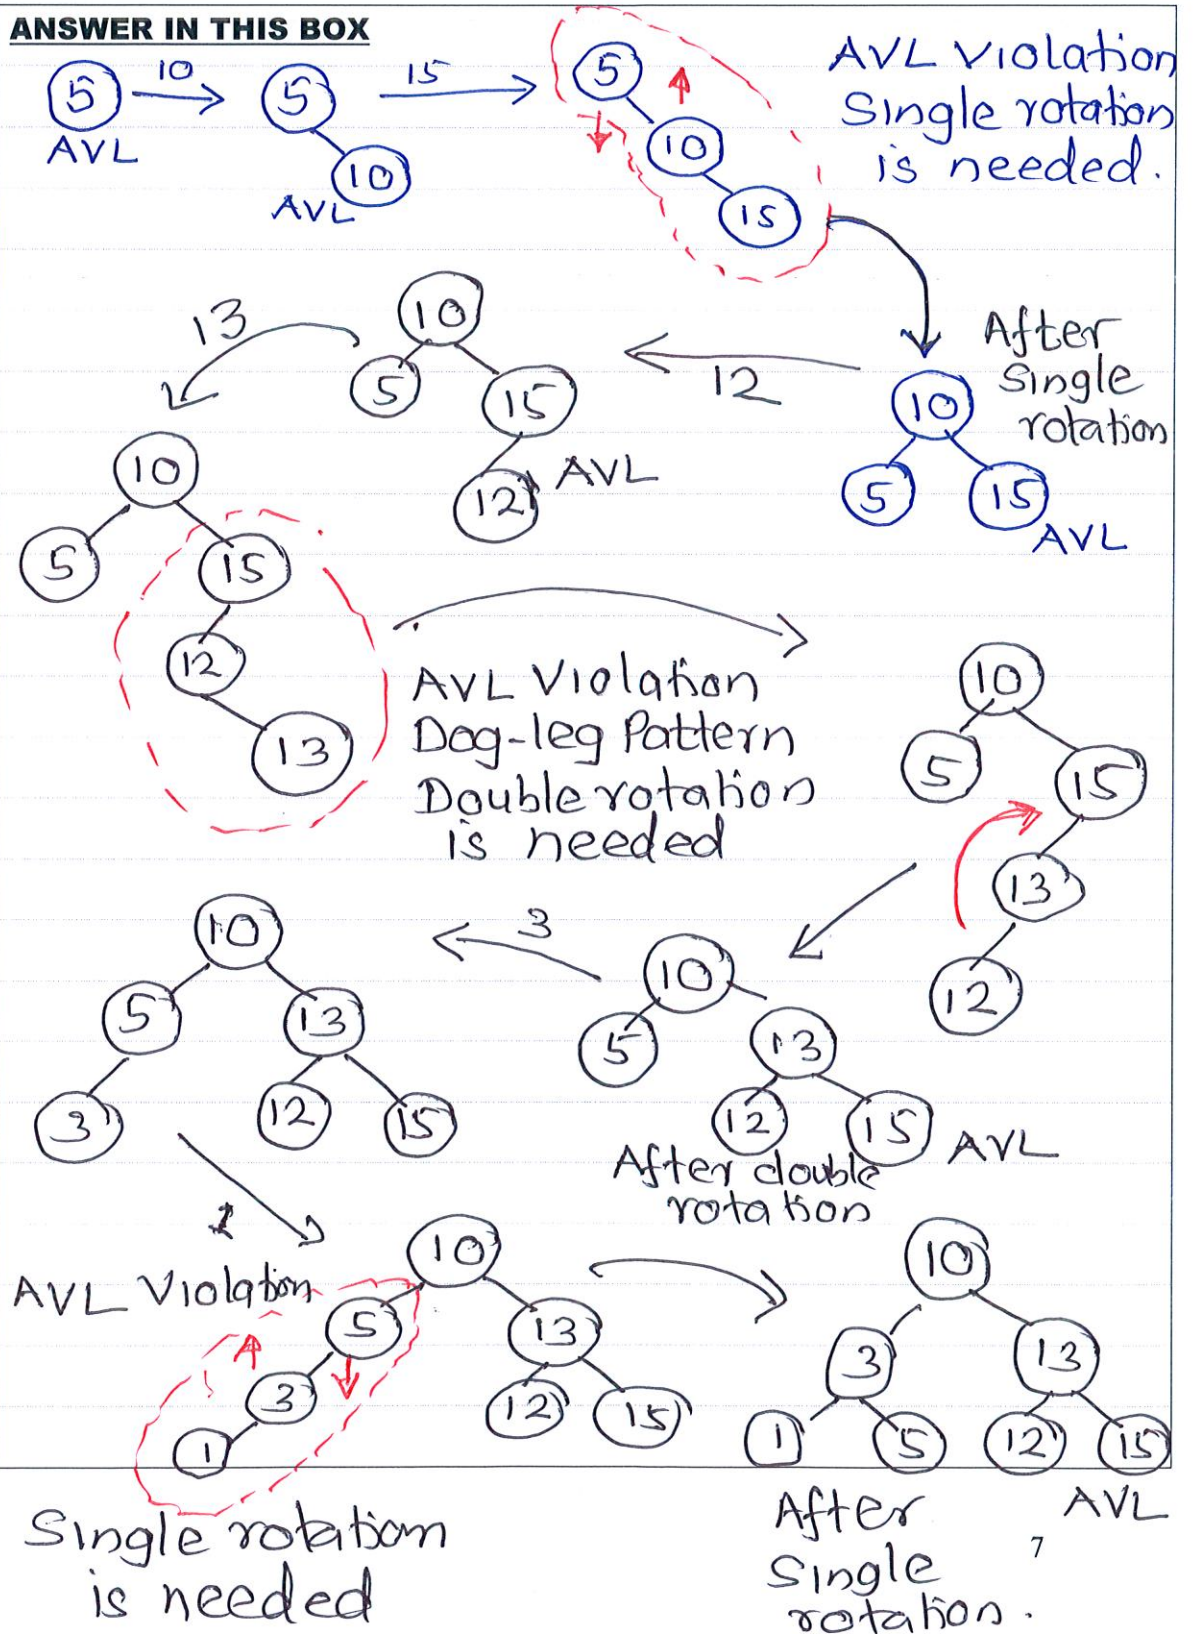 ANSWER IN THIS BOX
5
10
5
15
5
AVL Violation
AVL
10
10
Single rotation
AVL
15
is needed.
13
10
After
5
15
12
Single
10
rotation
10
12
AVL
5
15
5
15
AVL
12
AVL Violation
10
13
Dog-leg Pattern
5
15
Double rotation
is needed
13
10
3
10
12
5
13
5
13
3
12
15
12
15
AVL
After double
rotation
1
10
10
AVL Violation
5
13
3
13
3
12
15
1
1
5
12
15
Single rotation
After
AVL
is needed
Single
7
rotation.